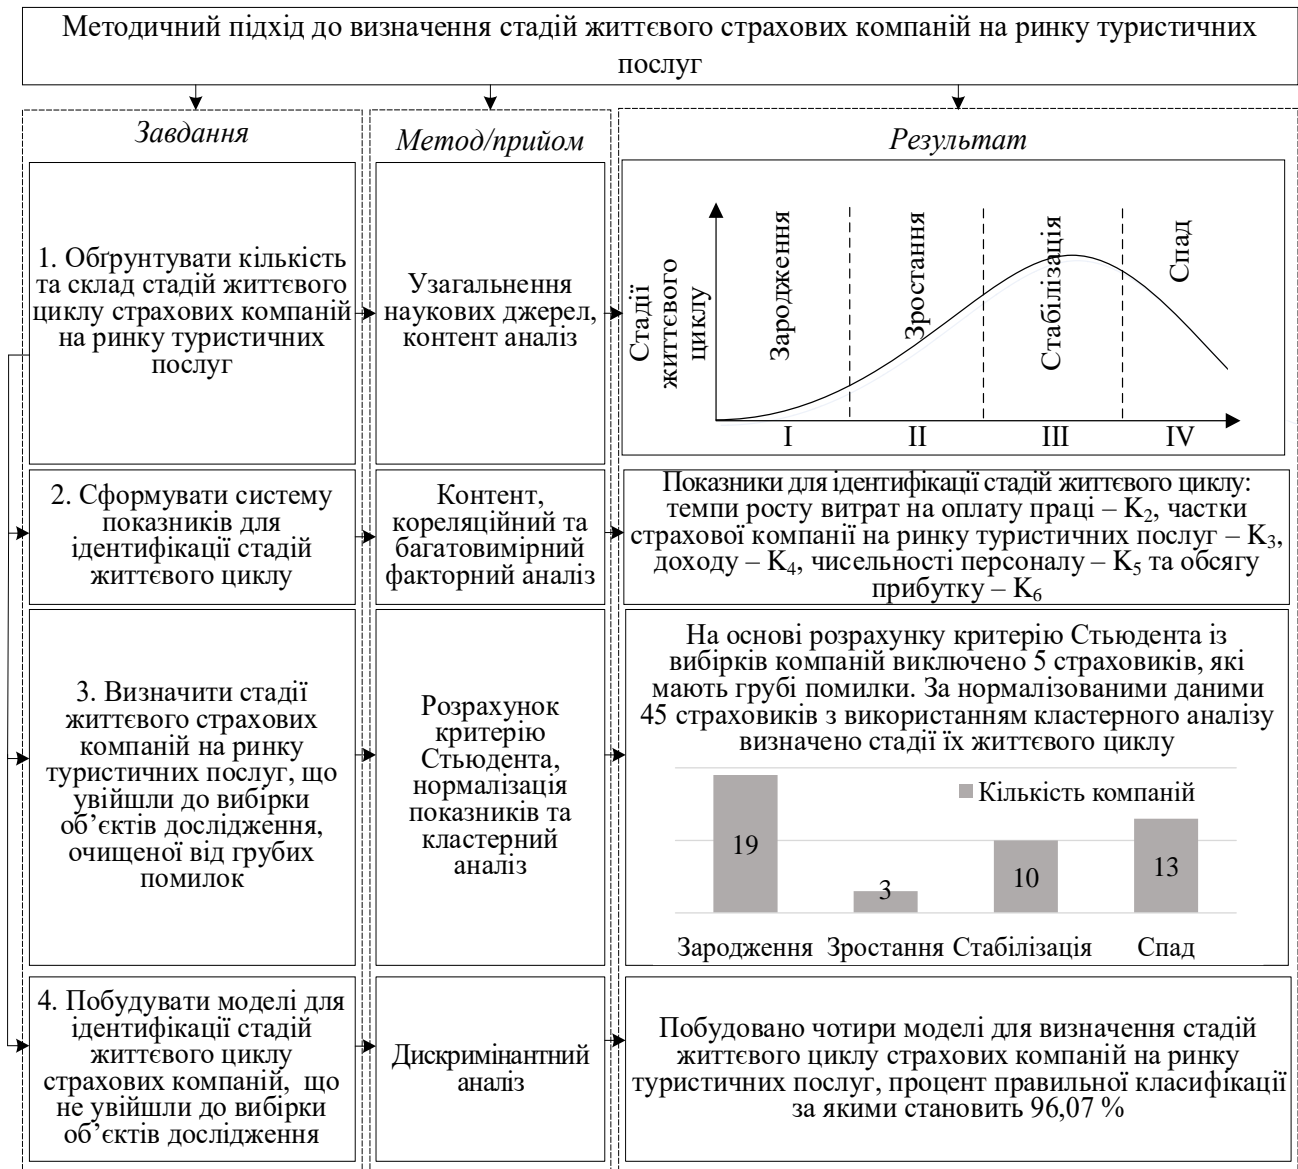 Методичний підхід до визначення стадій життєвого страхових компаній на ринку туристичних
послуг
Завдання
Метод/прийом
Результат
1. Обґрунтувати кількість
та склад стадій життєвого
циклу страхових компаній
на ринку туристичних
послуг
Узагальнення
наукових джерел,
контент аналіз
Стадії
життєвого
циклу
Зародження
Зростання
Стабілізація
Спад
I
II
III
IV
2. Сформувати систему
показників для
ідентифікації стадій
життєвого циклу
Контент,
кореляційний та
багатовимірний
факторний аналіз
Показники для ідентифікації стадій життєвого циклу:
темпи росту витрат на оплату праці – K₂, частки
страхової компанії на ринку туристичних послуг – K₃,
доходу – K₄, чисельності персоналу – K₅ та обсягу
прибутку – K₆
3. Визначити стадії
життєвого страхових
компаній на ринку
туристичних послуг, що
увійшли до вибірки
об’єктів дослідження,
очищеної від грубих
помилок
Розрахунок
критерію
Стьюдента,
нормалізація
показників та
кластерний
аналіз
На основі розрахунку критерію Стьюдента із
вибірків компаній виключено 5 страховиків, які
мають грубі помилки. За нормалізованими даними
45 страховиків з використанням кластерного аналізу
визначено стадії їх життєвого циклу
Кількість компаній
19
3
10
13
Зародження Зростання Стабілізація Спад
4. Побудувати моделі для
ідентифікації стадій
життєвого циклу
страхових компаній, що
не увійшли до вибірки
об’єктів дослідження
Дискримінантний
аналіз
Побудовано чотири моделі для визначення стадій
життєвого циклу страхових компаній на ринку
туристичних послуг, процент правильної класифікації
за якими становить 96,07 %